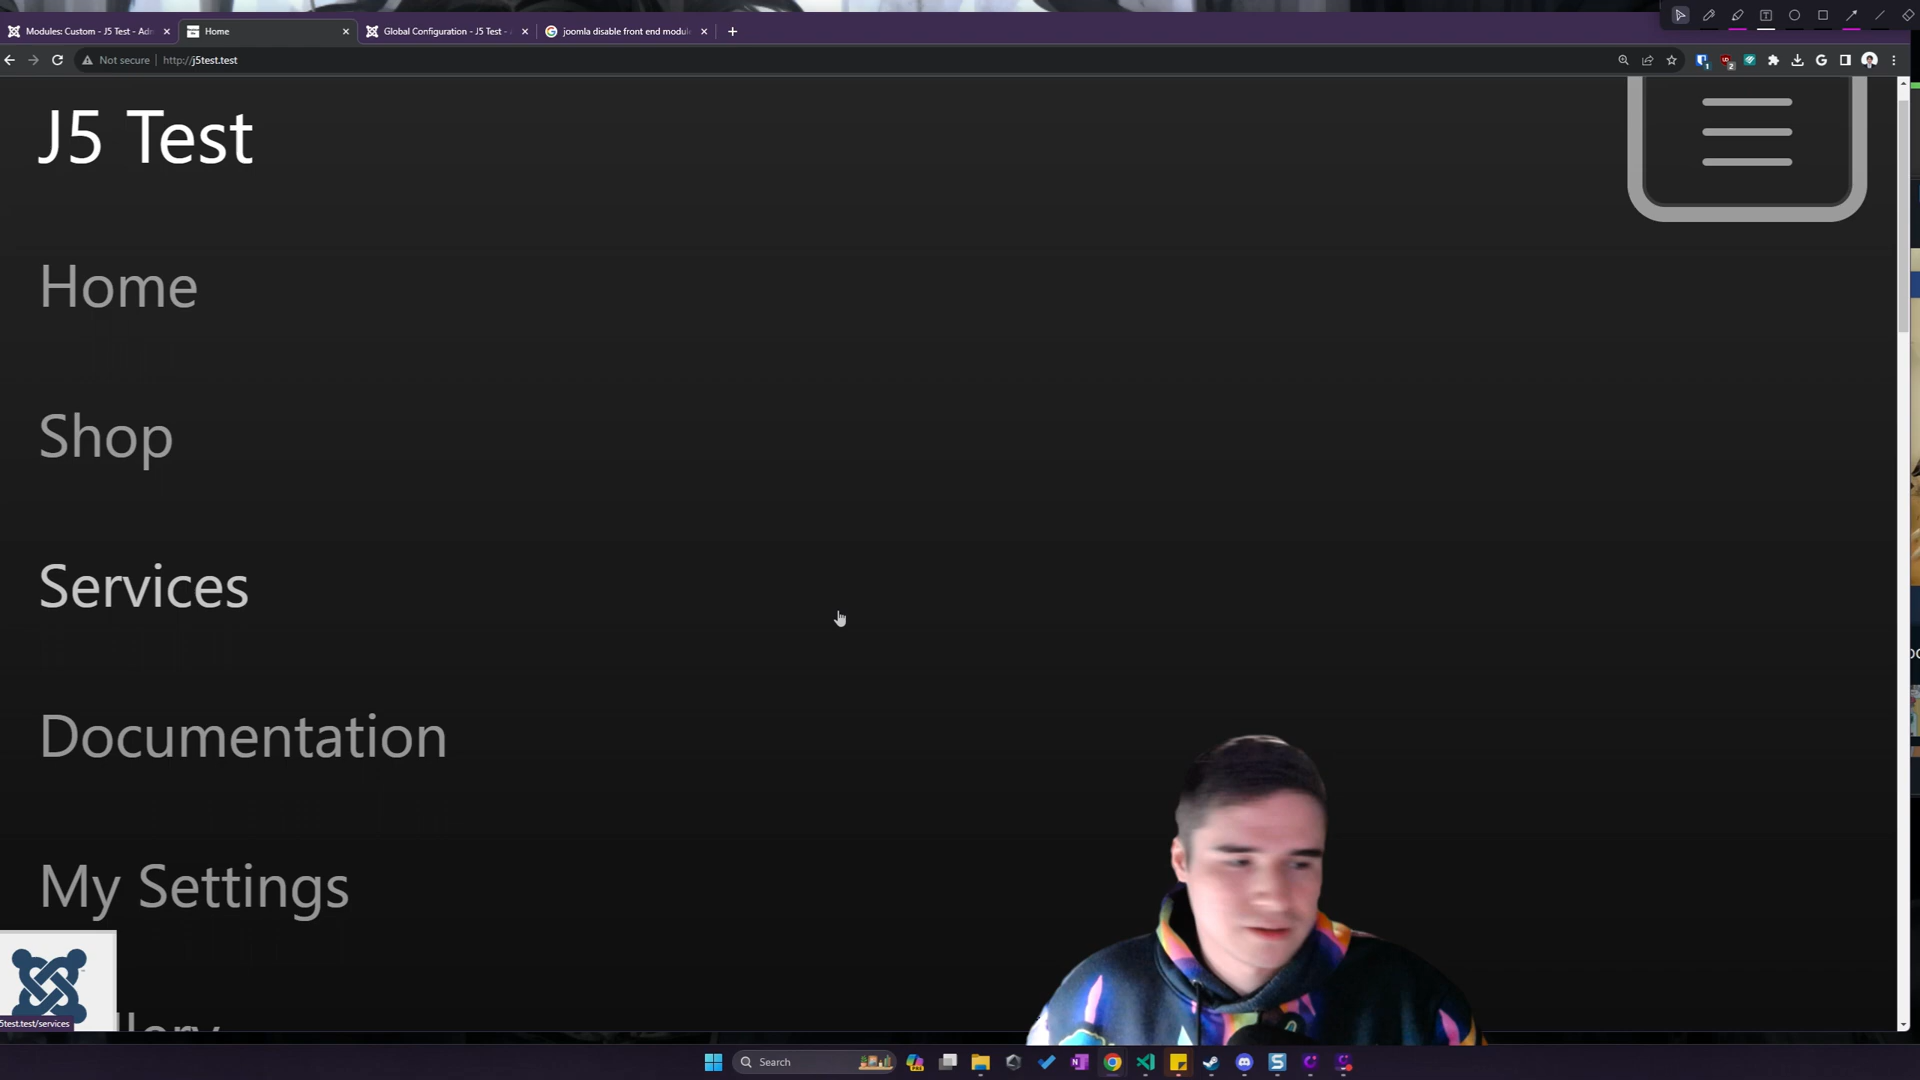 Modules: Custom - J5 Test - Ad
Home
Global Configuration - J5 Test -
joomla disable front end modul
Not secure
http://j5test.test
J5 Test
Home
Shop
Services
Documentation
My Settings
llery
5test.test/services
Search